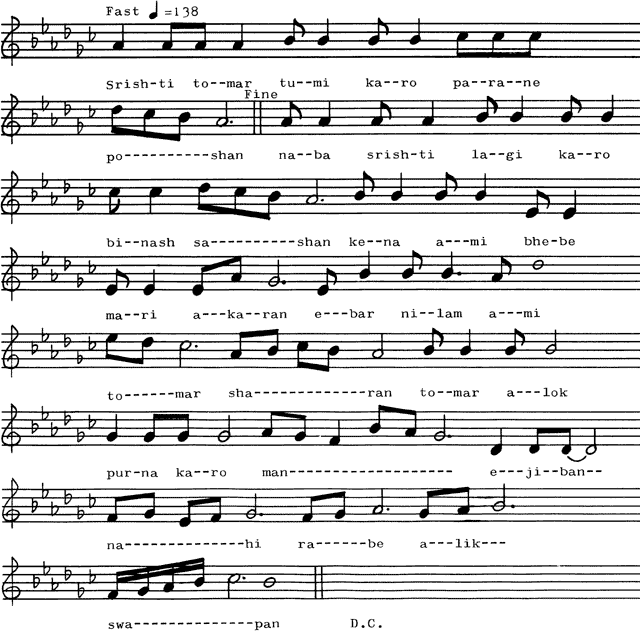 Fast ♩=138
Srish-ti to--mar tu--mi ka--ro pa--ra--ne
Fine
po----------shan na--ba srish-ti la--gi ka--ro
bi--nash sa-----------shan ke--na a---mi bhe-be
ma--ri a---ka--ran e---bar ni--lam a---mi
to------mar sha--------------ran to--mar a---lok
pur-na ka--ro man--------------------- e---ji-ban--
na---------------hi ra----be a---lik---
swa---------------pan D.C.